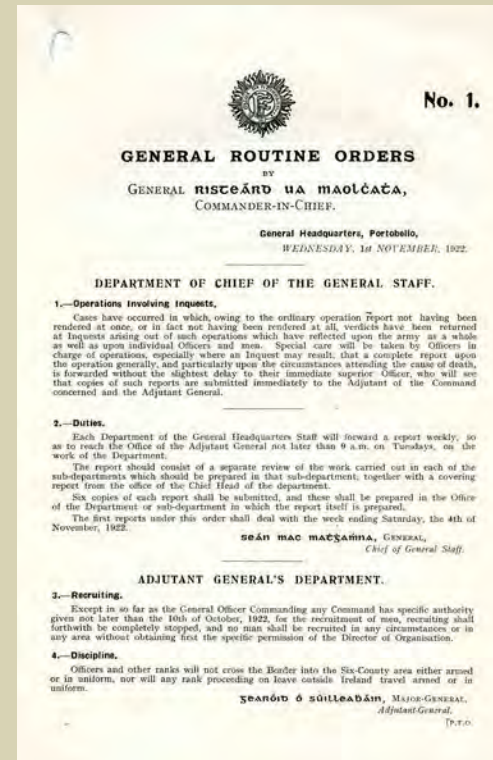 No. 1.
GENERAL ROUTINE ORDERS
BY
GENERAL RISTEÁRD UA MAOLĊAṪA,
COMMANDER-IN-CHIEF.
General Headquarters, Portobello,
WEDNESDAY, 1st NOVEMBER, 1922.
DEPARTMENT OF CHIEF OF THE GENERAL STAFF.
1.—Operations Involving Inquests.
Cases have occurred in which, owing to the ordinary operation report not having been
rendered at once, or in fact not having been rendered at all, verdicts have been returned
at Inquests arising out of such operations which have reflected upon the army as a whole
as well as upon individual Officers and men. Special care will be taken by Officers in
charge of operations, especially where an Inquest may result, that a complete report upon
the operation generally, and particularly upon the circumstances attending the cause of death,
is forwarded without the slightest delay to their immediate superior Officer, who will see
that copies of such reports are submitted immediately to the Adjutant of the Command
concerned and the Adjutant General.
2.—Duties.
Each Department of the General Headquarters Staff will forward a report weekly, so
as to reach the Office of the Adjutant General not later than 9 a.m. on Tuesdays, on the
work of the Department.
The report should consist of a separate review of the work carried out in each of the
sub-departments which should be prepared in that sub-department, together with a covering
report from the office of the Chief Head of the department.
Six copies of each report shall be submitted, and these shall be prepared in the Office
of the Department or sub-department in which the report itself is prepared.
The first reports under this order shall deal with the week ending Saturday, the 4th of
November, 1922.
SEÁN MAC MAṪĠAṀNA, GENERAL,
Chief of General Staff.
ADJUTANT GENERAL'S DEPARTMENT.
3.—Recruiting.
Except in so far as the General Officer Commanding any Command has specific authority
given not later than the 10th of October, 1922, for the recruitment of men, recruiting shall
forthwith be completely stopped, and no man shall be recruited in any circumstances or in
any area without obtaining first the specific permission of the Director of Organisation.
4.—Discipline.
Officers and other ranks will not cross the Border into the Six-County area either armed
or in uniform, nor will any rank proceeding on leave outside Ireland travel armed or in
uniform.
GEARÓID Ó SÚILLEAḂÁIN, MAJOR-GENERAL,
Adjutant-General.
[P.T.O.